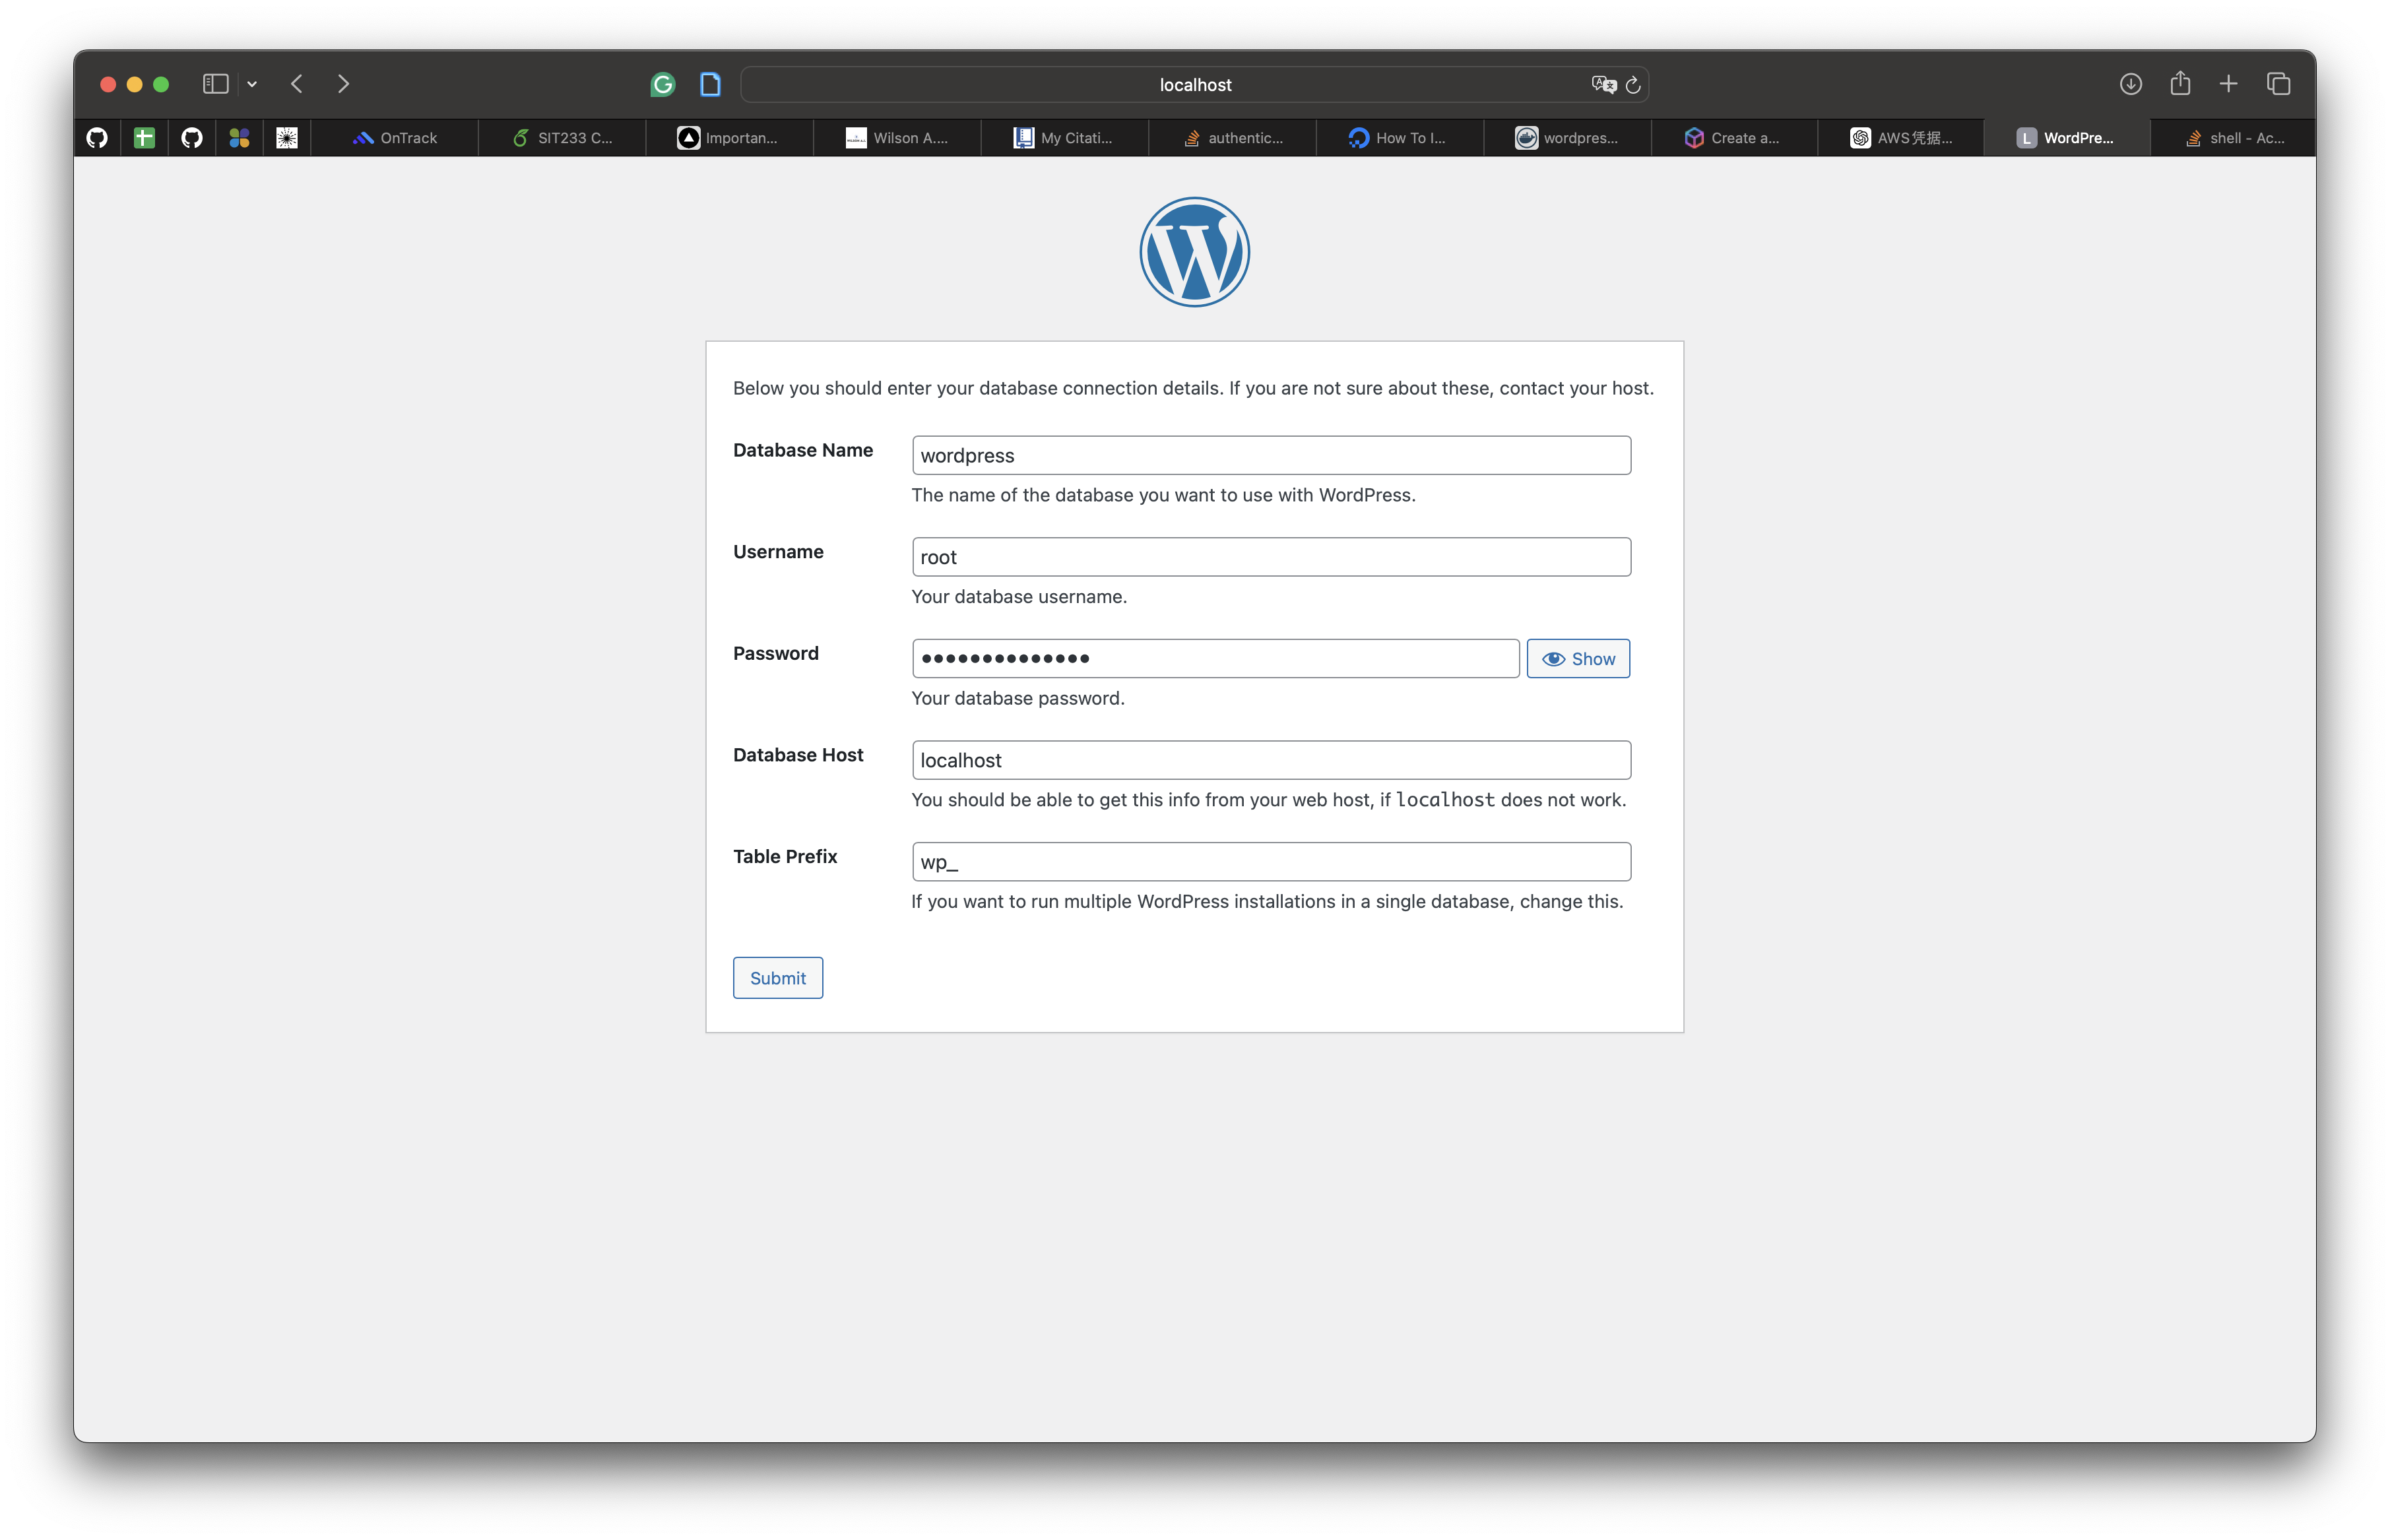 localhost
OnTrack
SIT233 C...
Importan...
Wilson A....
My Citati...
authentic...
How To I...
wordpres...
Create a...
AWS凭据...
L WordPre...
shell - Ac...
Below you should enter your database connection details. If you are not sure about these, contact your host.
Database Name
wordpress
The name of the database you want to use with WordPress.
Username
root
Your database username.
Password
Show
Your database password.
Database Host
localhost
You should be able to get this info from your web host, if localhost does not work.
Table Prefix
wp_
If you want to run multiple WordPress installations in a single database, change this.
Submit